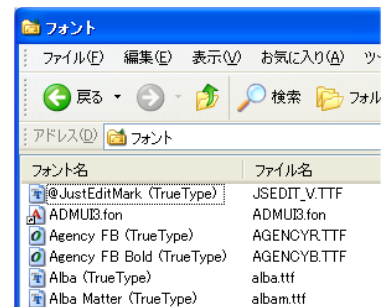 フォント
ファイル(F) 編集(E) 表示(V) お気に入り(A)
戻る 検索 フォル
アドレス(D) フォント
フォント名 ファイル名
@JustEditMark (TrueType) JSEDIT_V.TTF
ADMUI3.fon ADMUI3.fon
Agency FB (TrueType) AGENCYR.TTF
Agency FB Bold (TrueType) AGENCYB.TTF
Alba (TrueType) alba.ttf
Alba Matter (TrueType) albam.ttf